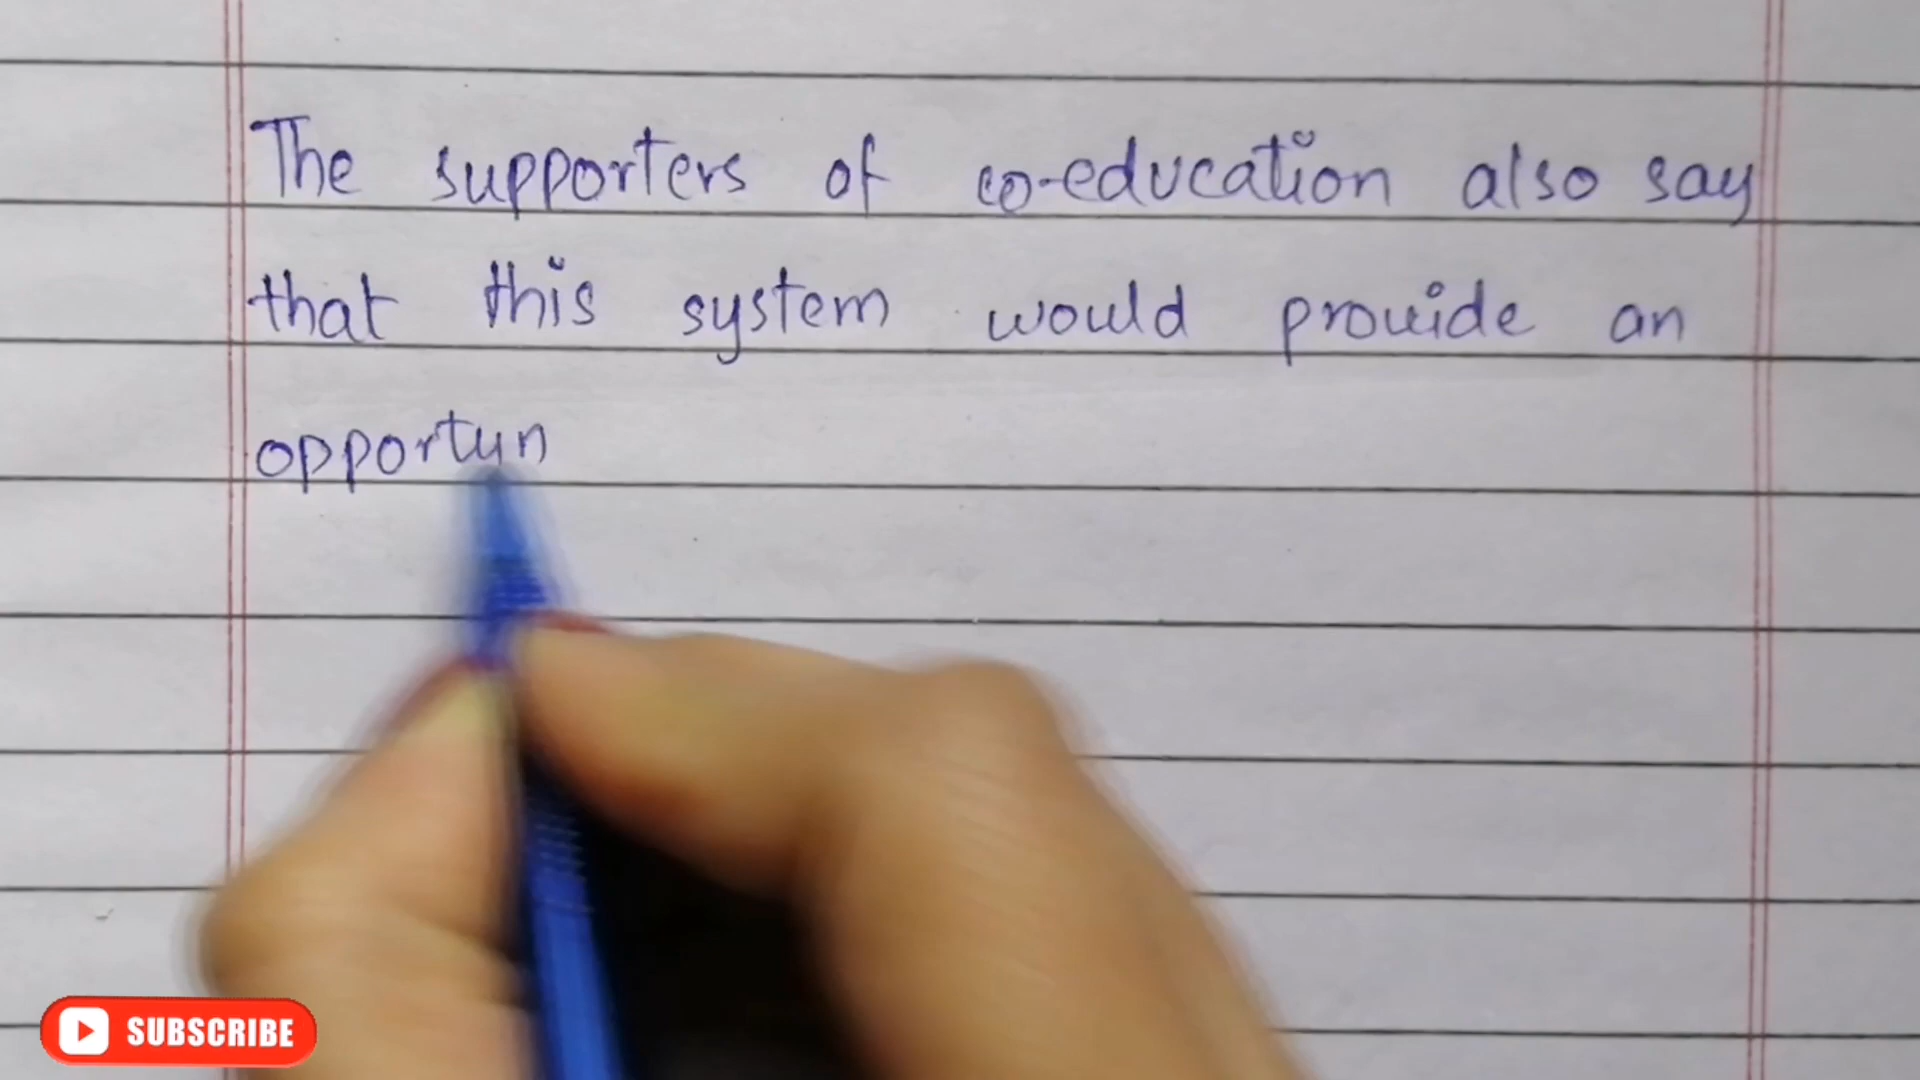 The supporters of co-education also say
that this system would provide an
opportun
SUBSCRIBE